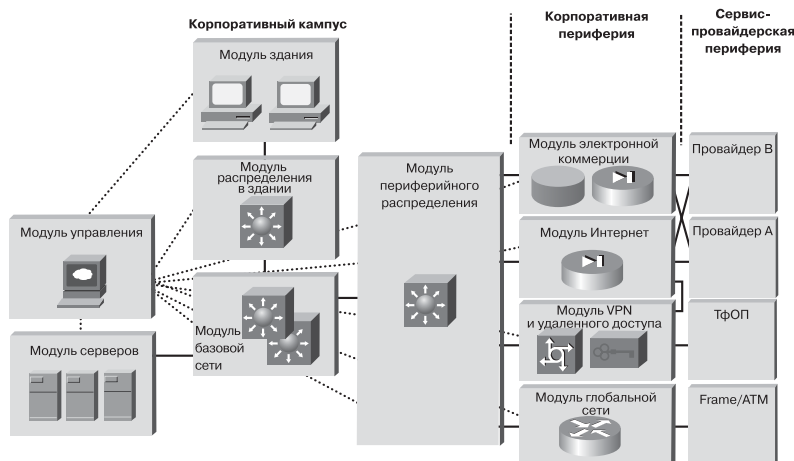 Корпоративный кампус
Корпоративная
периферия
Сервис-
провайдерская
периферия
Модуль здания
Модуль
распределения
в здании
Модуль управления
Модуль серверов
Модуль
базовой
сети
Модуль
периферийного
распределения
Модуль электронной
коммерции
Модуль Интернет
Модуль VPN
и удаленного доступа
Модуль глобальной
сети
Провайдер В
Провайдер А
ТфОП
Frame/ATM